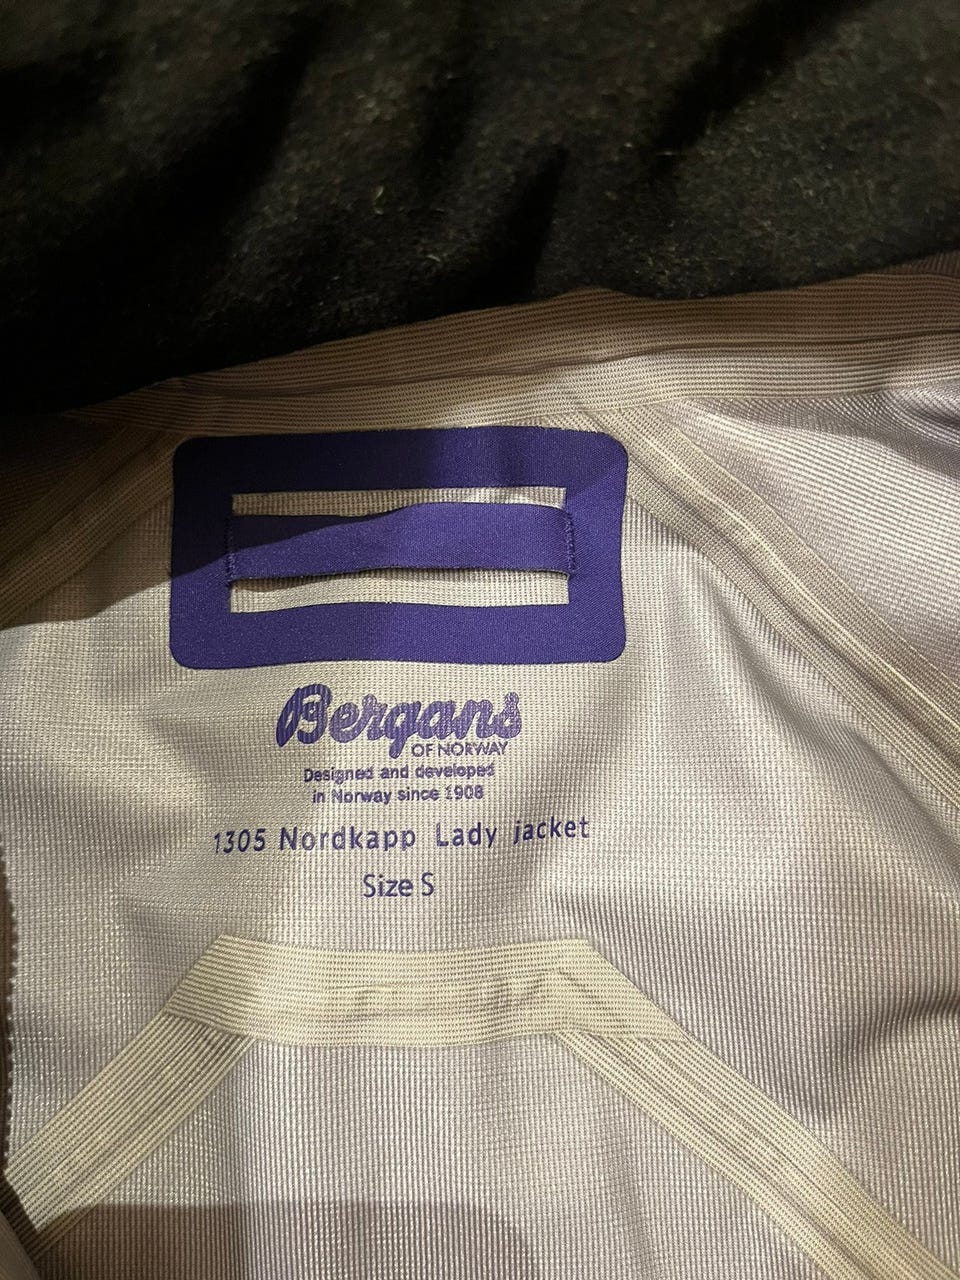 Bergans
OF NORWAY
Designed and developed
in Norway since 1908
1305 Nordkapp Lady jacket
Size S